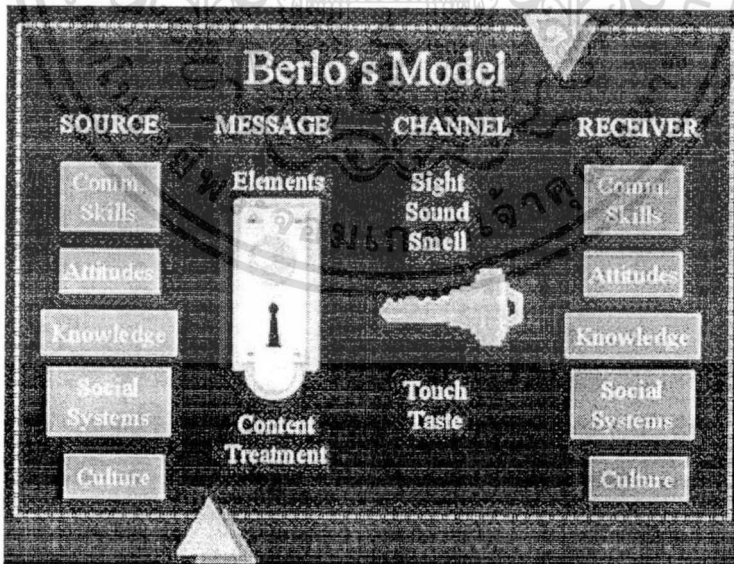 Berlo's Model
SOURCE
MESSAGE
CHANNEL
RECEIVER
Comm.
Skills
Attitudes
Knowledge
Social
Systems
Culture
Elements
Content
Treatment
Sight
Sound
Smell
Touch
Taste
Comm.
Skills
Attitudes
Knowledge
Social
Systems
Culture